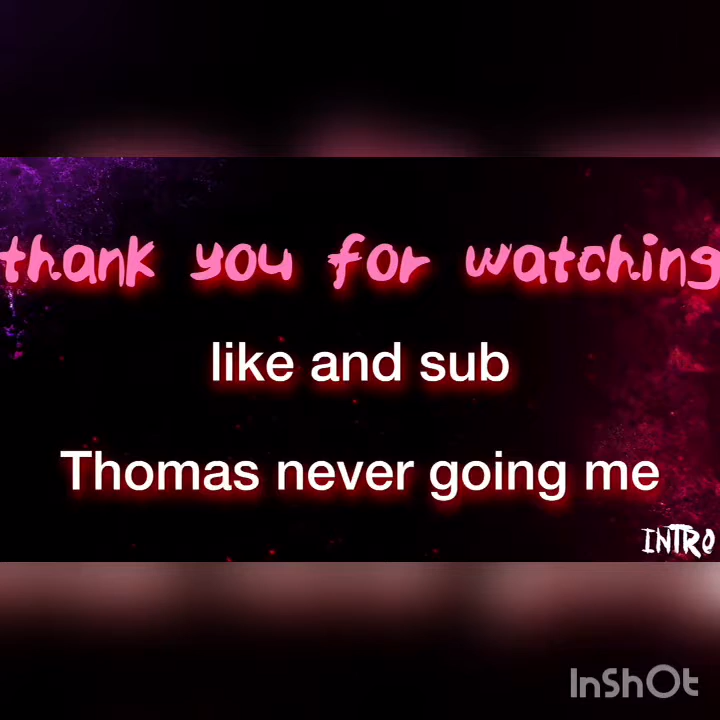 thank you for watching
like and sub
Thomas never going me
INTRO
InShOt